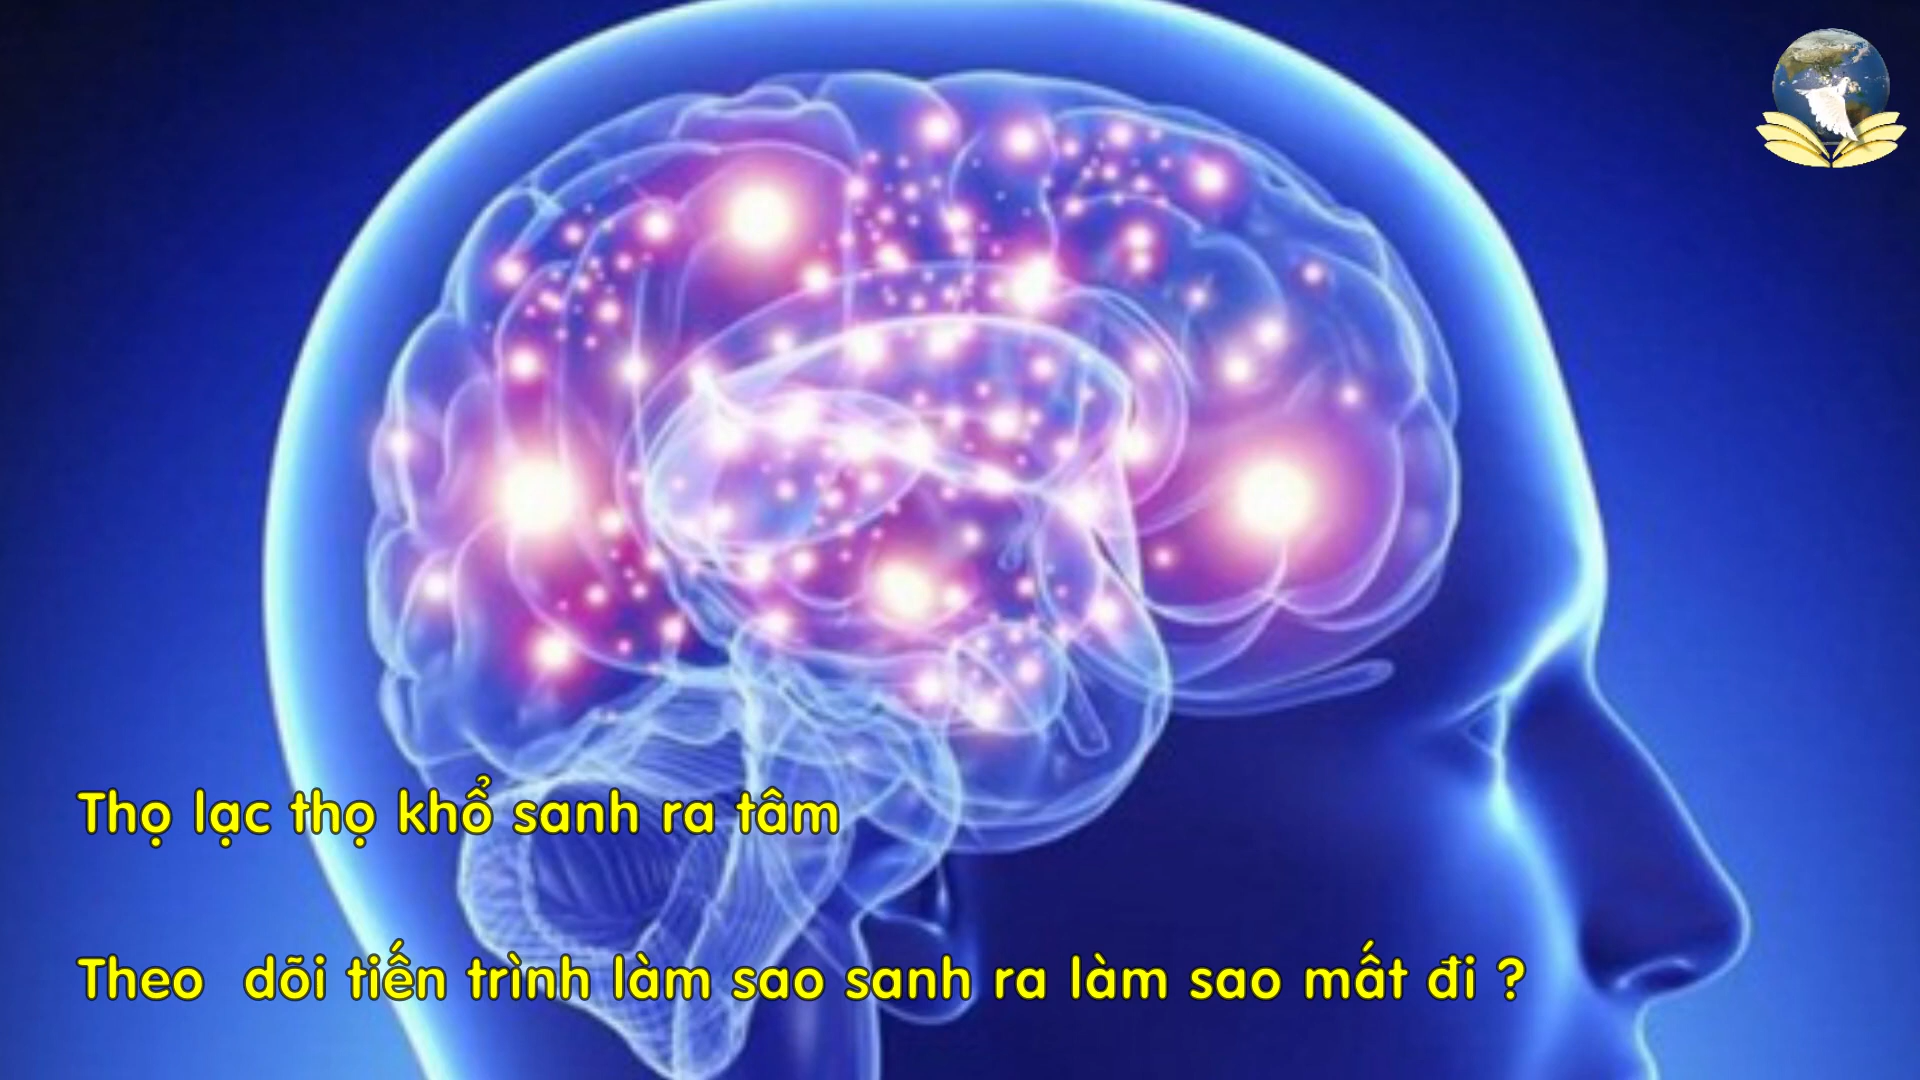 Thọ lạc thọ khổ sanh ra tâm
Theo dõi tiến trình làm sao sanh ra làm sao mất đi ?